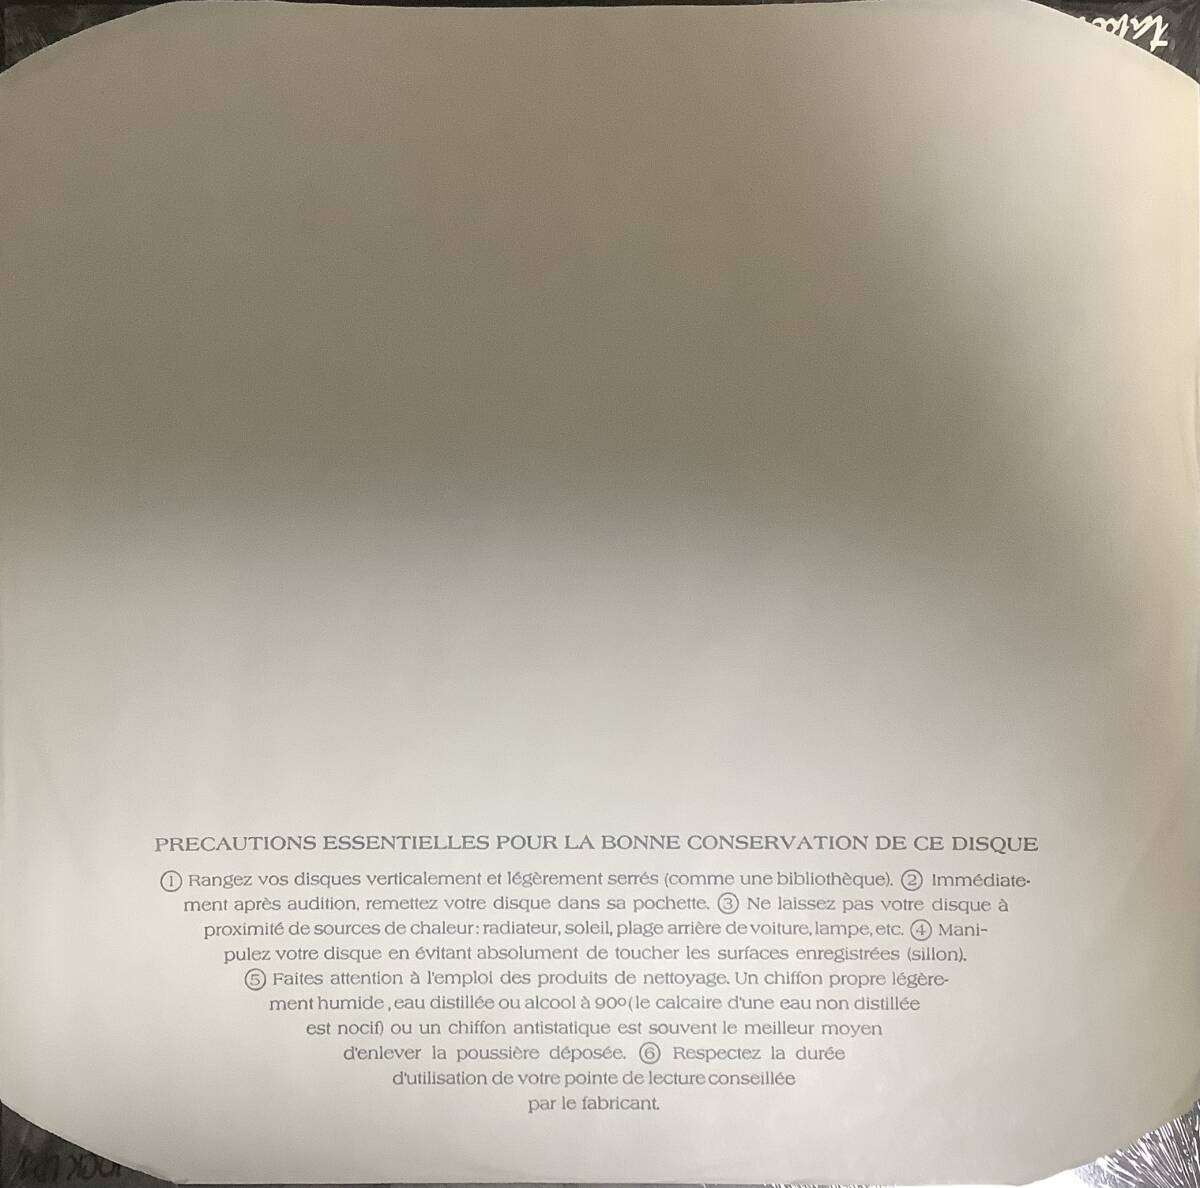 PRECAUTIONS ESSENTIELLES POUR LA BONNE CONSERVATION DE CE DISQUE
① Rangez vos disques verticalement et légèrement serrés (comme une bibliothèque). ② Immédiate-
ment après audition, remettez votre disque dans sa pochette. ③ Ne laissez pas votre disque à
proximité de sources de chaleur: radiateur, soleil, plage arrière de voiture, lampe, etc. ④ Mani-
pulez votre disque en évitant absolument de toucher les surfaces enregistrées (sillon).
⑤ Faites attention à l'emploi des produits de nettoyage. Un chiffon propre légère-
ment humide, eau distillée ou alcool à 90º (le calcaire d'une eau non distillée
est nocif) ou un chiffon antistatique est souvent le meilleur moyen
d'enlever la poussière déposée. ⑥ Respectez la durée
d'utilisation de votre pointe de lecture conseillée
par le fabricant.